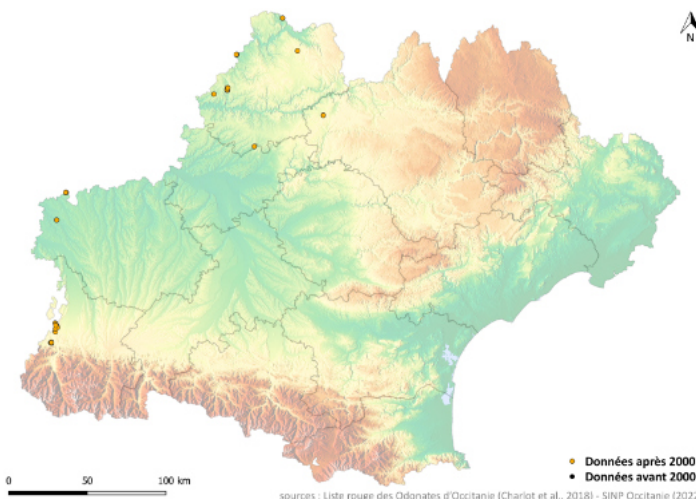 N
Données après 2000
Données avant 2000
0 50 100 km
sources : Liste rouge des Odonates d'Occitanie (Charlot et al., 2018) - SINP Occitanie (202